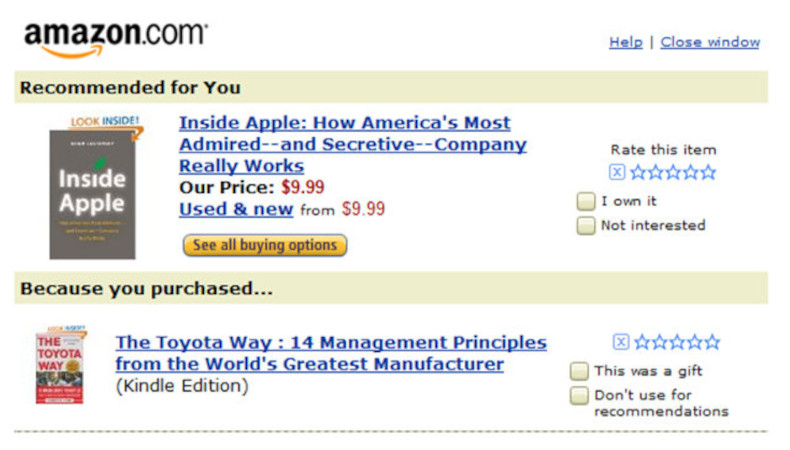 amazon.com
Help | Close window
Recommended for You
LOOK INSIDE!
Inside
Apple
Inside Apple: How America's Most
Admired--and Secretive--Company
Really Works
Our Price: $9.99
Used & new from $9.99
See all buying options
Rate this item
I own it
Not interested
Because you purchased...
LOOK INSIDE!
THE
TOYOTA
WAY
The Toyota Way : 14 Management Principles
from the World's Greatest Manufacturer
(Kindle Edition)
This was a gift
Don't use for
recommendations